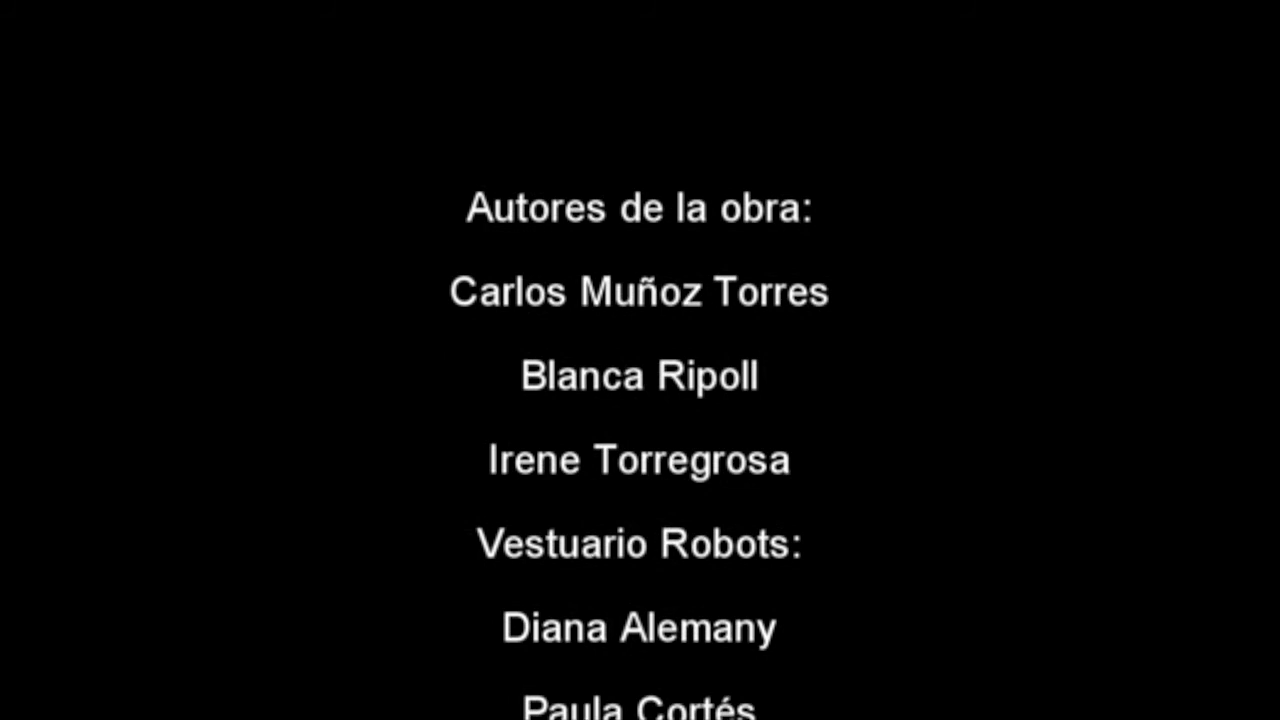 Autores de la obra:
Carlos Muñoz Torres
Blanca Ripoll
Irene Torregrosa
Vestuario Robots:
Diana Alemany
Paula Cortés